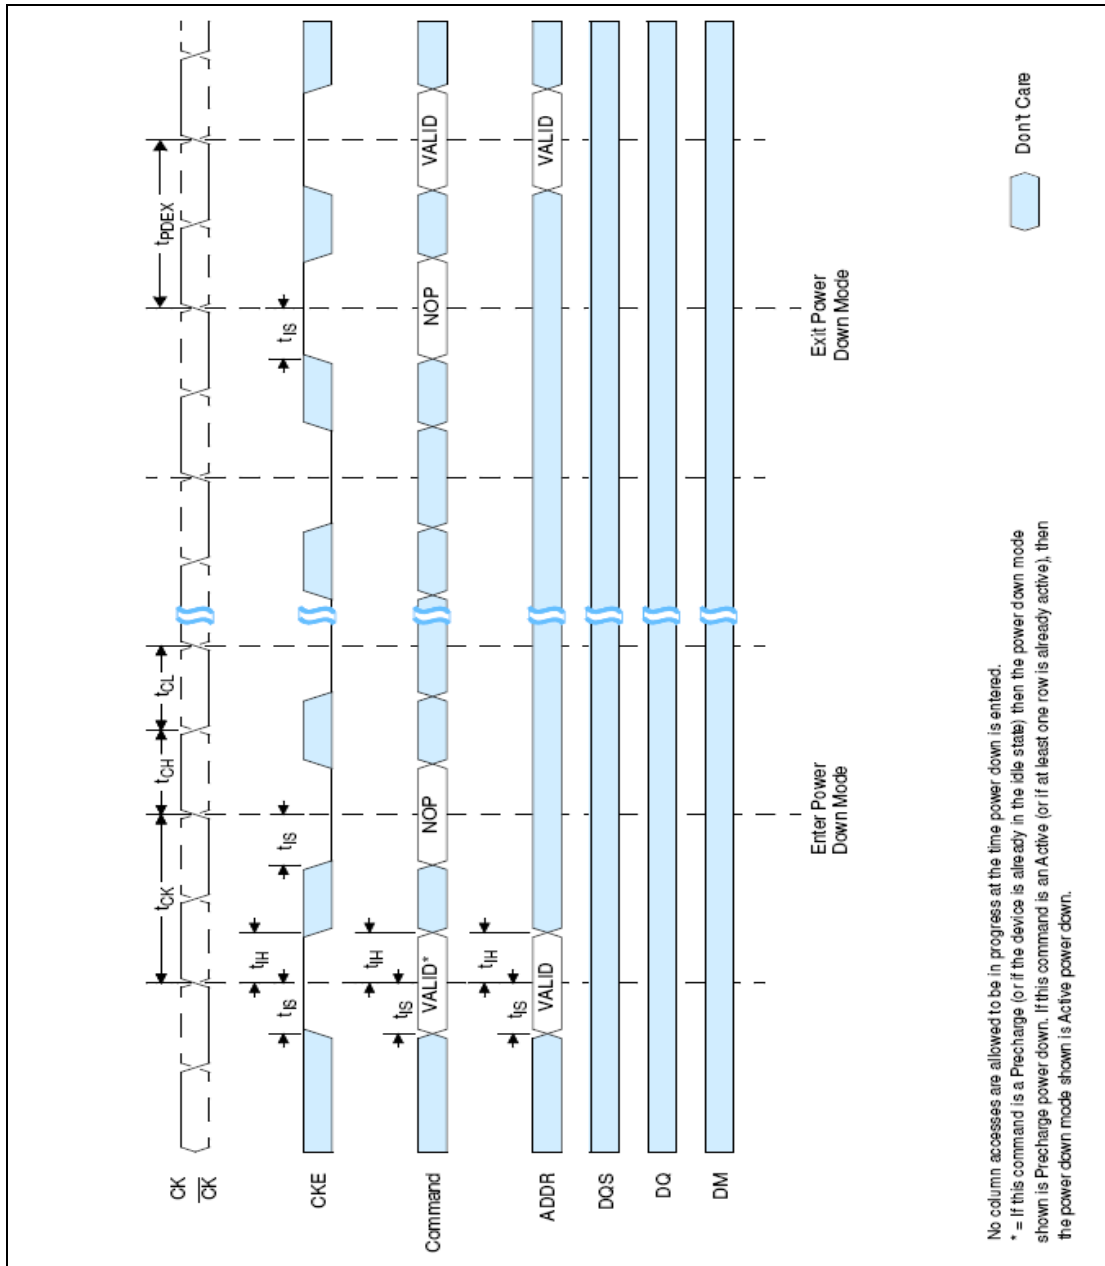 CK
CK
tCK
tCH
tCL
tPDEX
CKE
tIS
tIH
tIS
tIS
Command
tIS
tIH
VALID*
NOP
NOP
VALID
ADDR
tIS
tIH
VALID
VALID
DQS
DQ
DM
Enter Power
Down Mode
Exit Power
Down Mode
No column accesses are allowed to be in progress at the time power down is entered.
* = If this command is a Precharge (or if the device is already in the idle state) then the power down mode
shown is Precharge power down. If this command is an Active (or if at least one row is already active), then
the power down mode shown is Active power down.
Don't Care